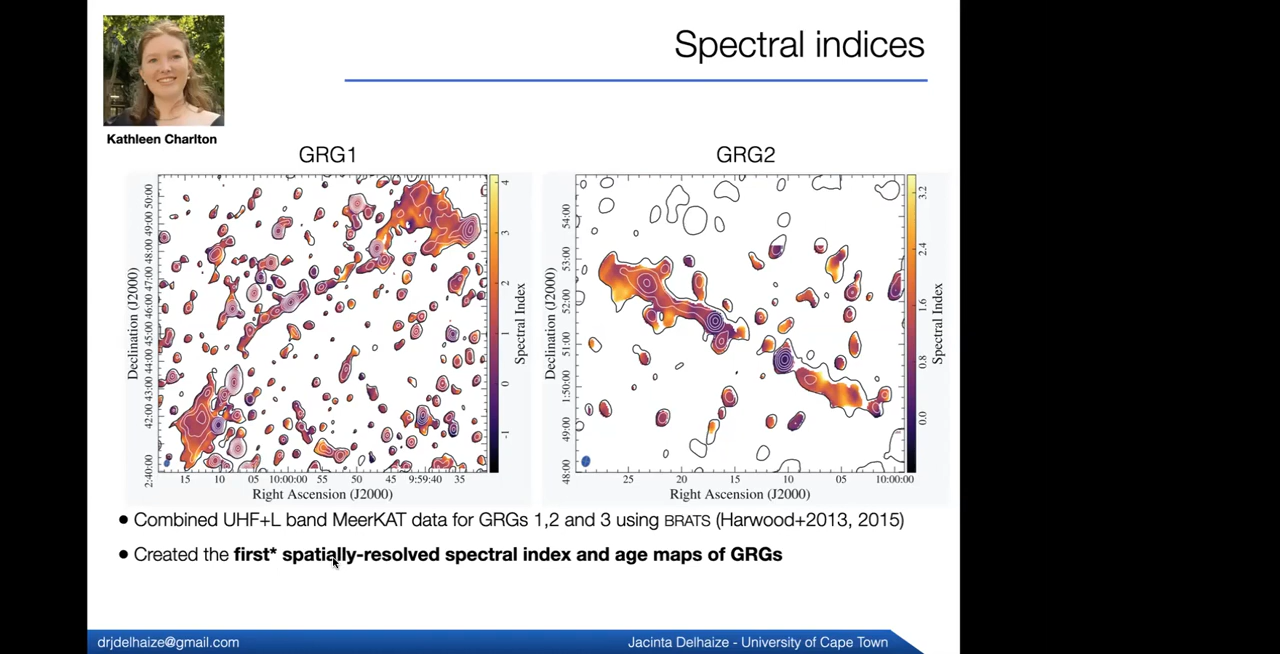 Spectral indices
Kathleen Charlton
GRG1
GRG2
Declination (J2000)
2:40:00 42:00 43:00 44:00 45:00 46:00 47:00 48:00 49:00 50:00
15 10 05 10:00:00 55 50 45 9:59:40 35
Right Ascension (J2000)
4
3
2
1
0
-1
Spectral Index
Declination (J2000)
48:00 49:00 1:50:00 51:00 52:00 53:00 54:00
25 20 15 10 05 10:00:00
Right Ascension (J2000)
3.2
2.4
1.6
0.8
0.0
Spectral Index
• Combined UHF+L band MeerKAT data for GRGs 1,2 and 3 using BRATS (Harwood+2013, 2015)
• Created the first* spatially-resolved spectral index and age maps of GRGs
drjdelhaize@gmail.com
Jacinta Delhaize - University of Cape Town